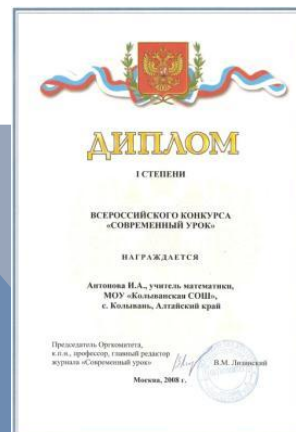 ДИПЛОМ
I СТЕПЕНИ
ВСЕРОССИЙСКОГО КОНКУРСА
«СОВРЕМЕННЫЙ УРОК»
НАГРАЖДАЕТСЯ
Антонова И.А., учитель математики,
МОУ «Колыванская СОШ»,
с. Колывань, Алтайский край
Председатель Оргкомитета,
к.п.н., профессор, главный редактор
журнала «Современный урок»
В.М. Лизинский
Москва, 2008 г.